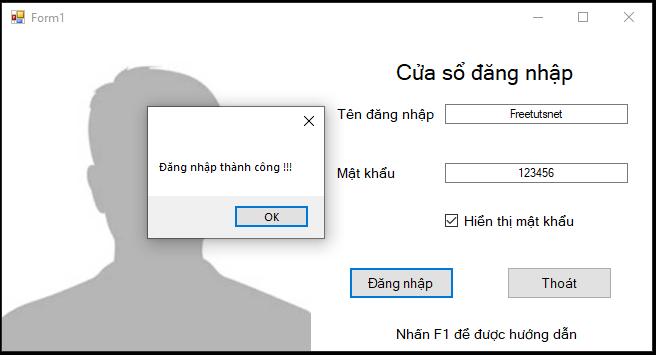 Form1
Cửa sổ đăng nhập
Tên đăng nhập
Freetutsnet
Đăng nhập thành công !!!
OK
Mật khẩu
123456
Hiển thị mật khẩu
Đăng nhập
Thoát
Nhấn F1 để được hướng dẫn